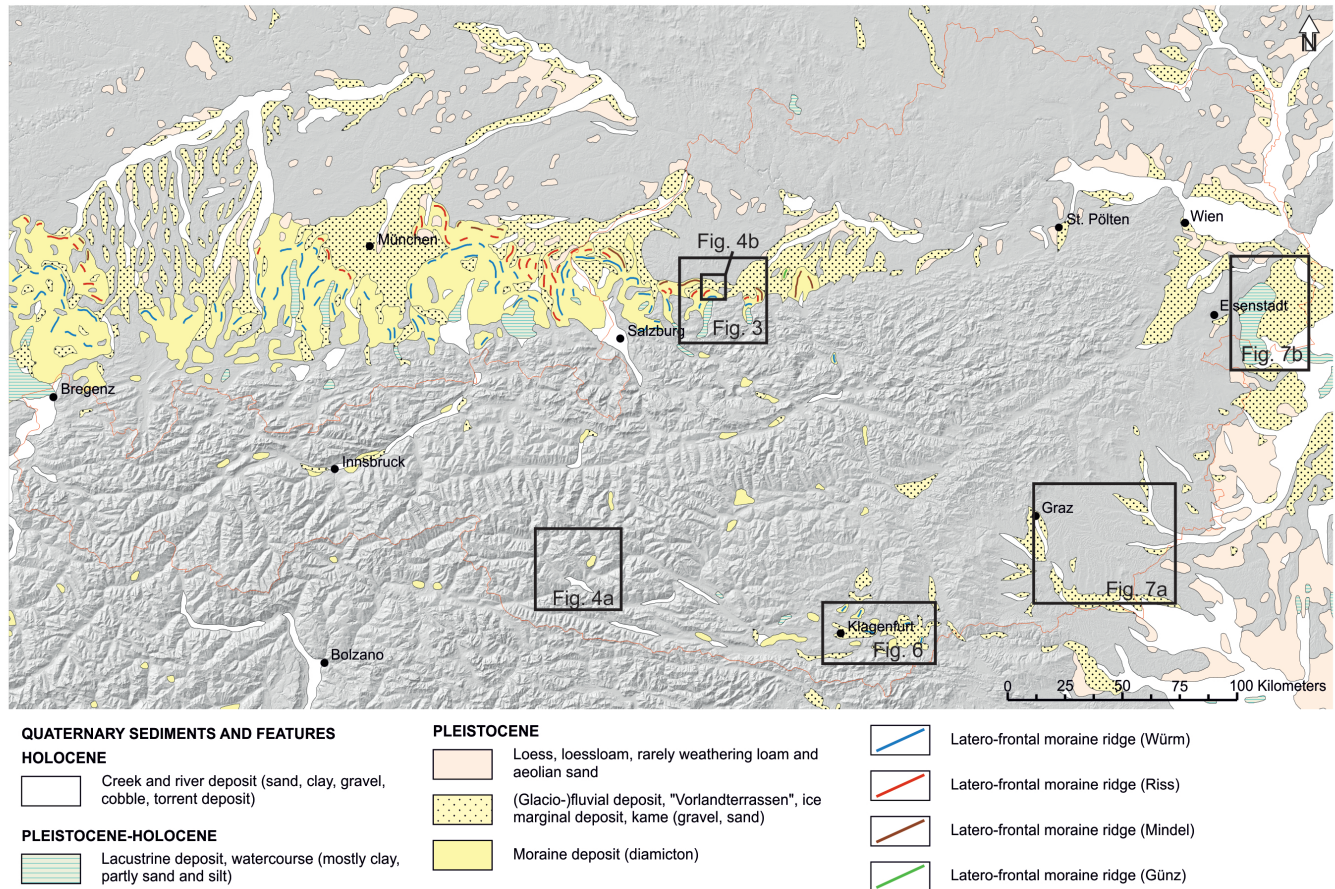 N
München
St. Pölten
Wien
Fig. 4b
Salzburg
Fig. 3
Eisenstadt
Fig. 7b
Bregenz
Innsbruck
Graz
Fig. 4a
Fig. 7a
Klagenfurt
Fig. 6
Bolzano
0 25 50 75 100 Kilometers
QUATERNARY SEDIMENTS AND FEATURES
HOLOCENE
Creek and river deposit (sand, clay, gravel,
cobble, torrent deposit)
PLEISTOCENE-HOLOCENE
Lacustrine deposit, watercourse (mostly clay,
partly sand and silt)
PLEISTOCENE
Loess, loessloam, rarely weathering loam and
aeolian sand
(Glacio-)fluvial deposit, "Vorlandterrassen", ice
marginal deposit, kame (gravel, sand)
Moraine deposit (diamicton)
Latero-frontal moraine ridge (Würm)
Latero-frontal moraine ridge (Riss)
Latero-frontal moraine ridge (Mindel)
Latero-frontal moraine ridge (Günz)